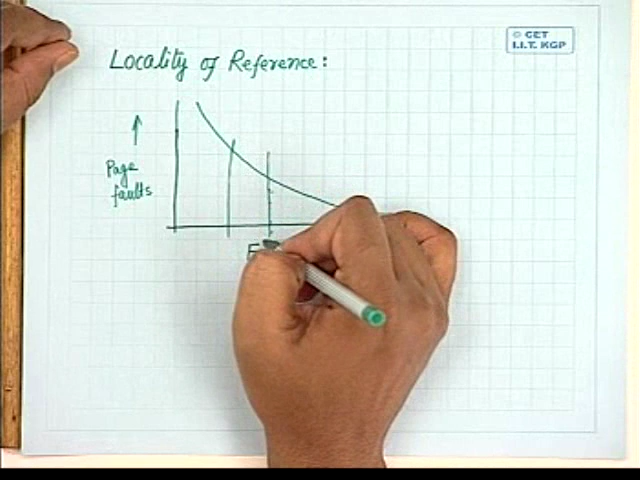 © CET
I.I.T. KGP
Locality of Reference:
Page
faults
F